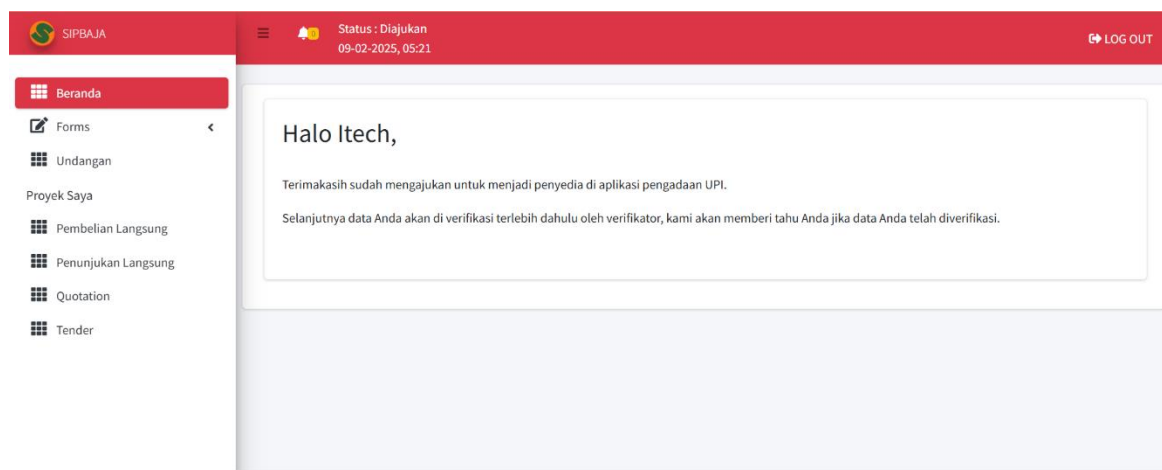 SIPBAJA
0
Status : Diajukan
09-02-2025, 05:21
LOG OUT
Beranda
Forms
Undangan
Proyek Saya
Pembelian Langsung
Penunjukan Langsung
Quotation
Tender
Halo Itech,
Terimakasih sudah mengajukan untuk menjadi penyedia di aplikasi pengadaan UPI.
Selanjutnya data Anda akan di verifikasi terlebih dahulu oleh verifikator, kami akan memberi tahu Anda jika data Anda telah diverifikasi.